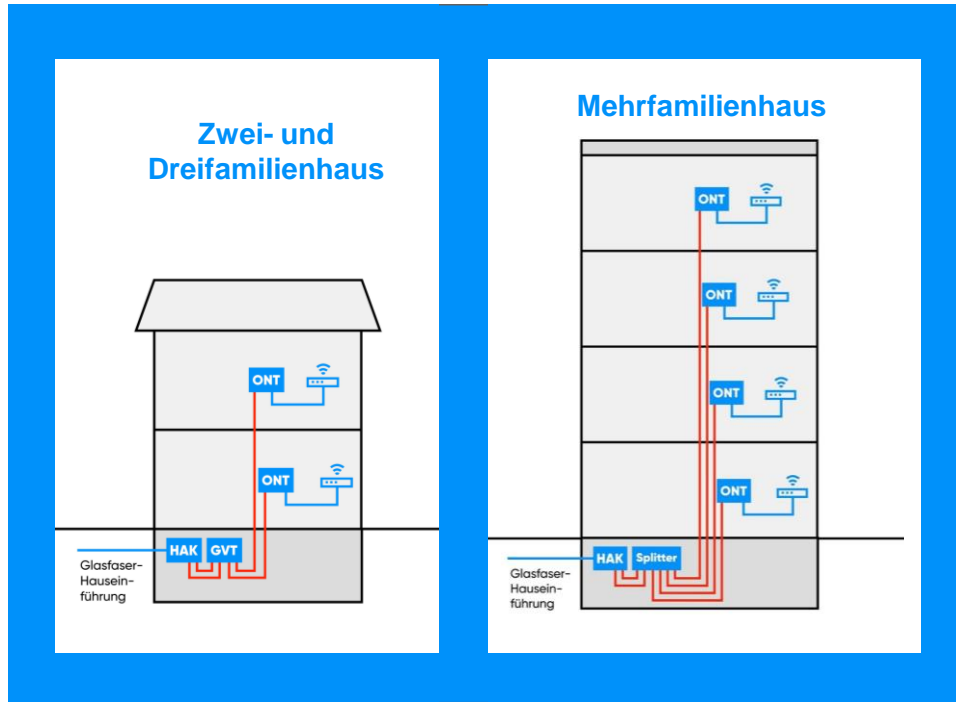 Zwei- und
Dreifamilienhaus
ONT
ONT
HAK
GVT
Glasfaser-
Hausein-
führung
Mehrfamilienhaus
ONT
ONT
ONT
ONT
HAK
Splitter
Glasfaser-
Hausein-
führung